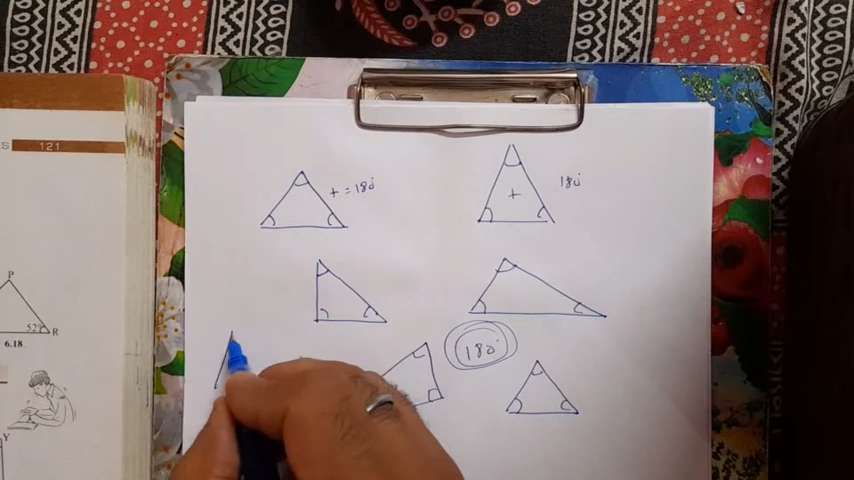 S 121
+ = 180°
+ 180°
P
52° R
6.18
180°
Y